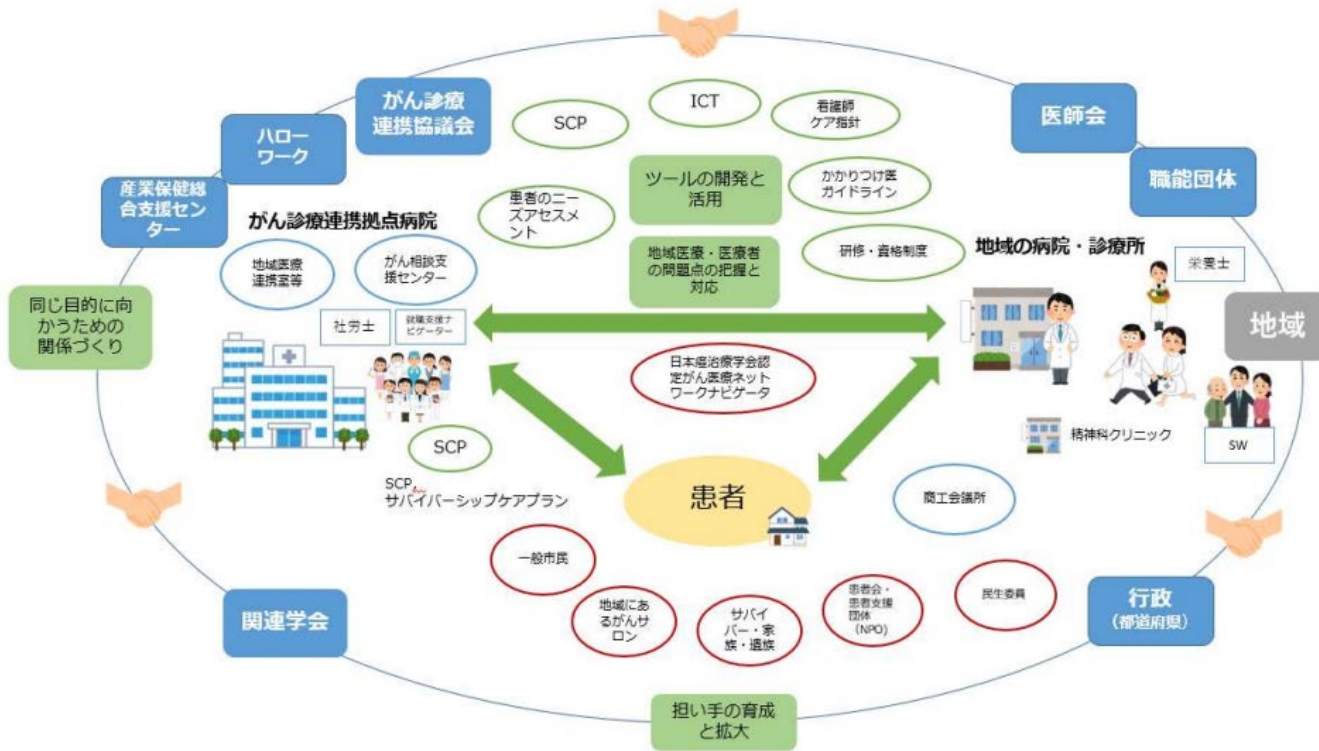 がん診療
連携協議会
ハロー
ワーク
産業保健総
合支援セン
ター
医師会
職能団体
地域
SCP
ICT
看護師
ケア指針
ツールの開発と
活用
かかりつけ医
ガイドライン
患者のニー
ズアセスメ
ント
地域医療・医療者
の問題点の把握と
対応
研修・資格制度
がん診療連携拠点病院
地域医療
連携室等
がん相談支
援センター
社労士
就職支援ナ
ビゲーター
同じ目的に向
かうための
関係づくり
地域の病院・診療所
栄養士
日本癌治療学会認
定がん医療ネット
ワークナビゲータ
精神科クリニック
SW
SCP
SCP,
サバイバーシップケアプラン
患者
商工会議所
一般市民
地域にあ
るがんサ
ロン
サバイ
バー・家
族・遺族
患者会・
患者支援
団体
(NPO)
民生委員
関連学会
行政
(都道府県)
担い手の育成
と拡大